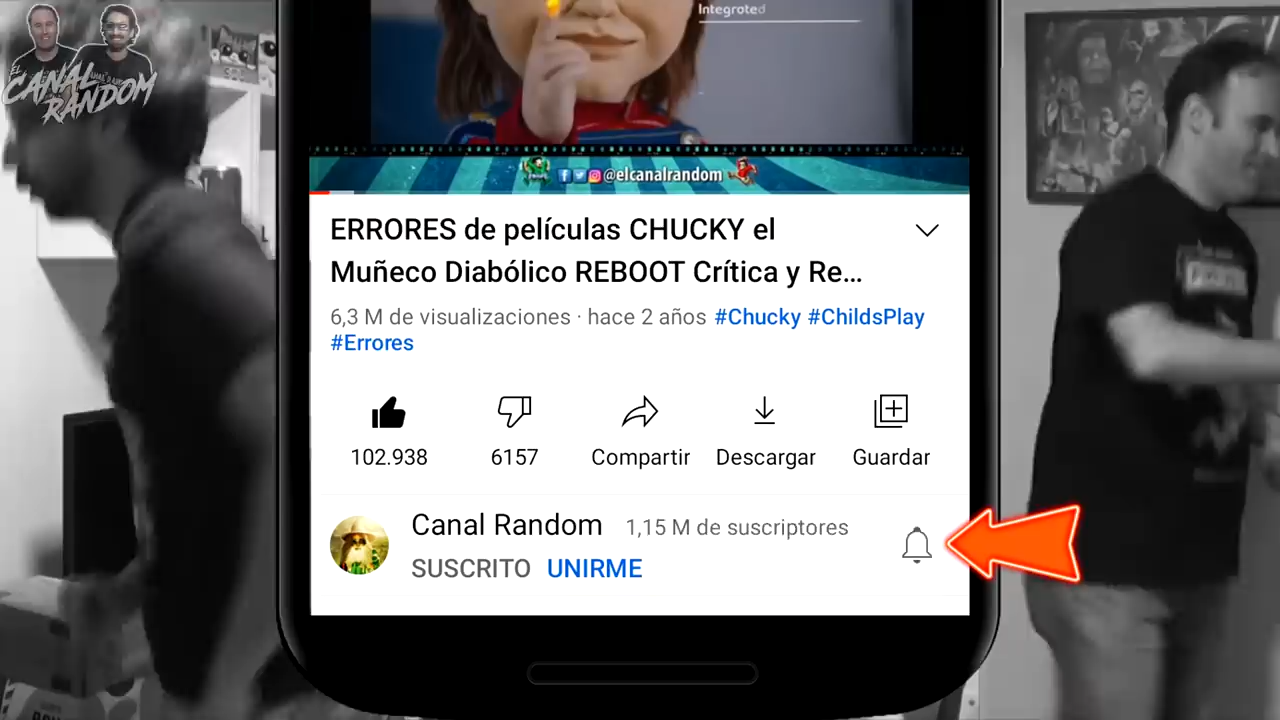 EL
CANAL
RANDOM
Integroted
@elcanalrandom
ERRORES de películas CHUCKY el
Muñeco Diabólico REBOOT Crítica y Re...
6,3 M de visualizaciones · hace 2 años #Chucky #ChildsPlay
#Errores
102.938
6157
Compartir
Descargar
Guardar
Canal Random 1,15 M de suscriptores
SUSCRITO UNIRME